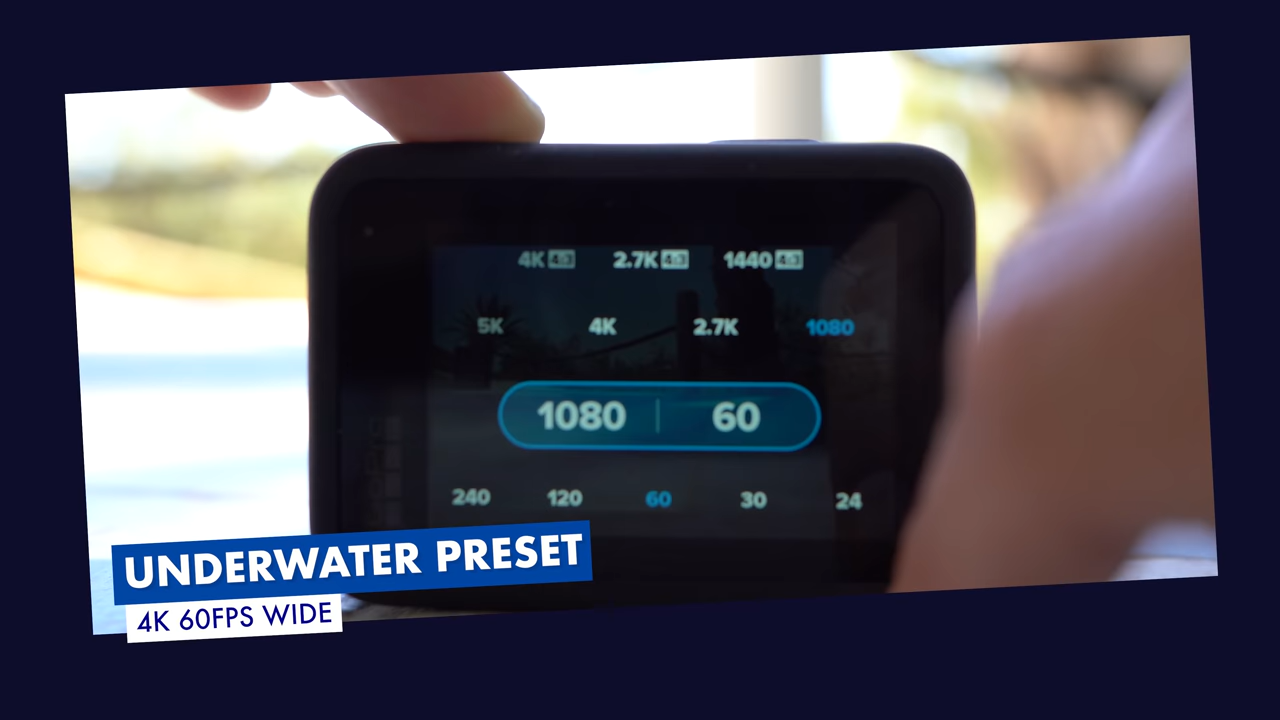 4K 4:3 2.7K 4:3 1440 4:3
5K 4K 2.7K 1080
1080 | 60
240 120 60 30 24
UNDERWATER PRESET
4K 60FPS WIDE